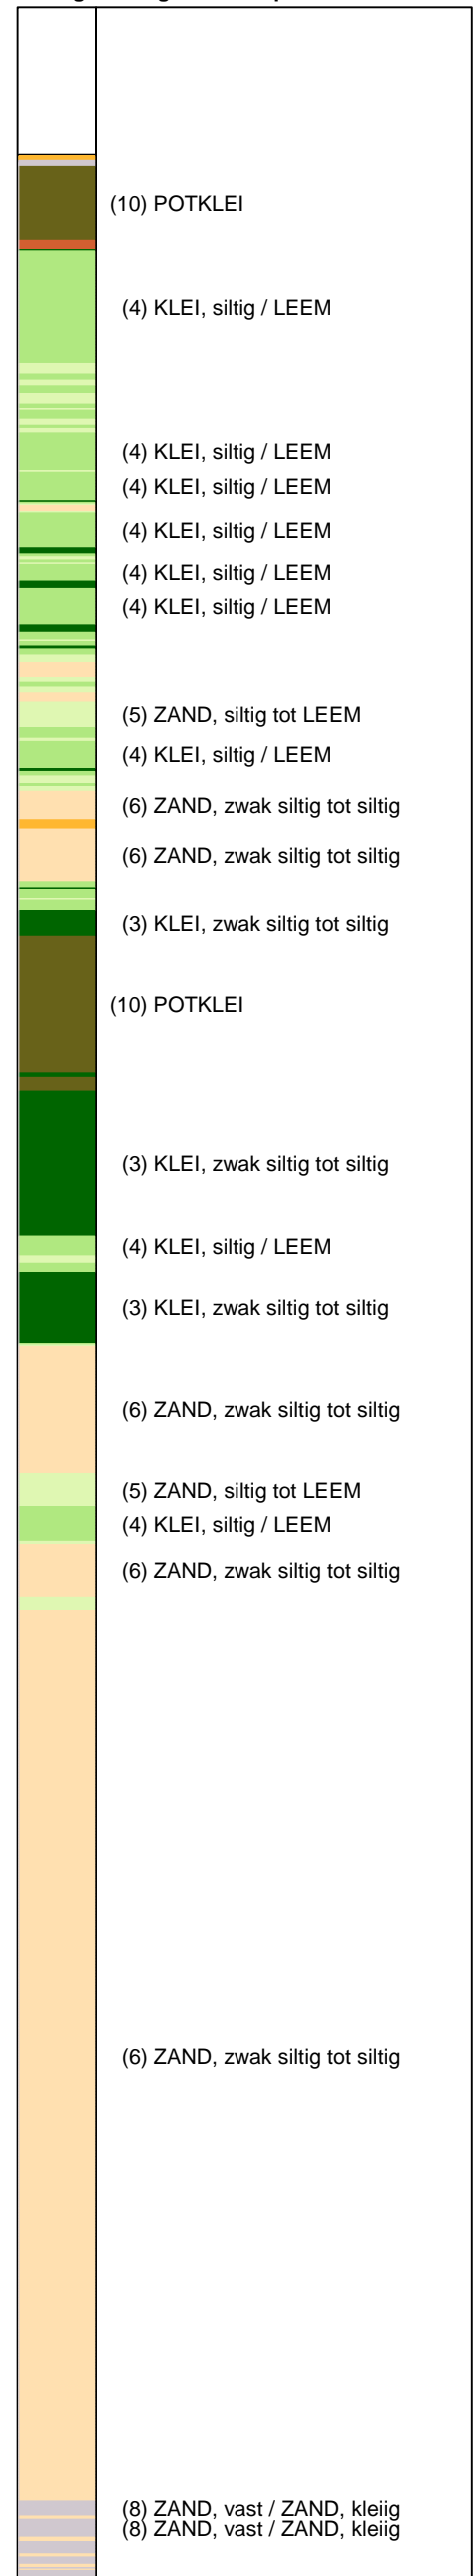 (10) POTKLEI
(4) KLEI, siltig / LEEM
(4) KLEI, siltig / LEEM
(4) KLEI, siltig / LEEM
(4) KLEI, siltig / LEEM
(4) KLEI, siltig / LEEM
(4) KLEI, siltig / LEEM
(5) ZAND, siltig tot LEEM
(4) KLEI, siltig / LEEM
(6) ZAND, zwak siltig tot siltig
(6) ZAND, zwak siltig tot siltig
(3) KLEI, zwak siltig tot siltig
(10) POTKLEI
(3) KLEI, zwak siltig tot siltig
(4) KLEI, siltig / LEEM
(3) KLEI, zwak siltig tot siltig
(6) ZAND, zwak siltig tot siltig
(5) ZAND, siltig tot LEEM
(4) KLEI, siltig / LEEM
(6) ZAND, zwak siltig tot siltig
(6) ZAND, zwak siltig tot siltig
(8) ZAND, vast / ZAND, kleiig
(8) ZAND, vast / ZAND, kleiig